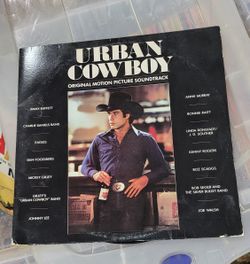 URBAN
COWBOY
ORIGINAL MOTION PICTURE SOUNDTRACK
JIMMY BUFFETT
CHARLIE DANIELS BAND
EAGLES
DAN FOGELBERG
MICKEY GILLEY
GILLEY'S
"URBAN COWBOY" BAND
JOHNNY LEE
ANNE MURRAY
BONNIE RAITT
LINDA RONSTADT/
J.D. SOUTHER
KENNY ROGERS
BOZ SCAGGS
BOB SEGER AND
THE SILVER BULLET BAND
JOE WALSH